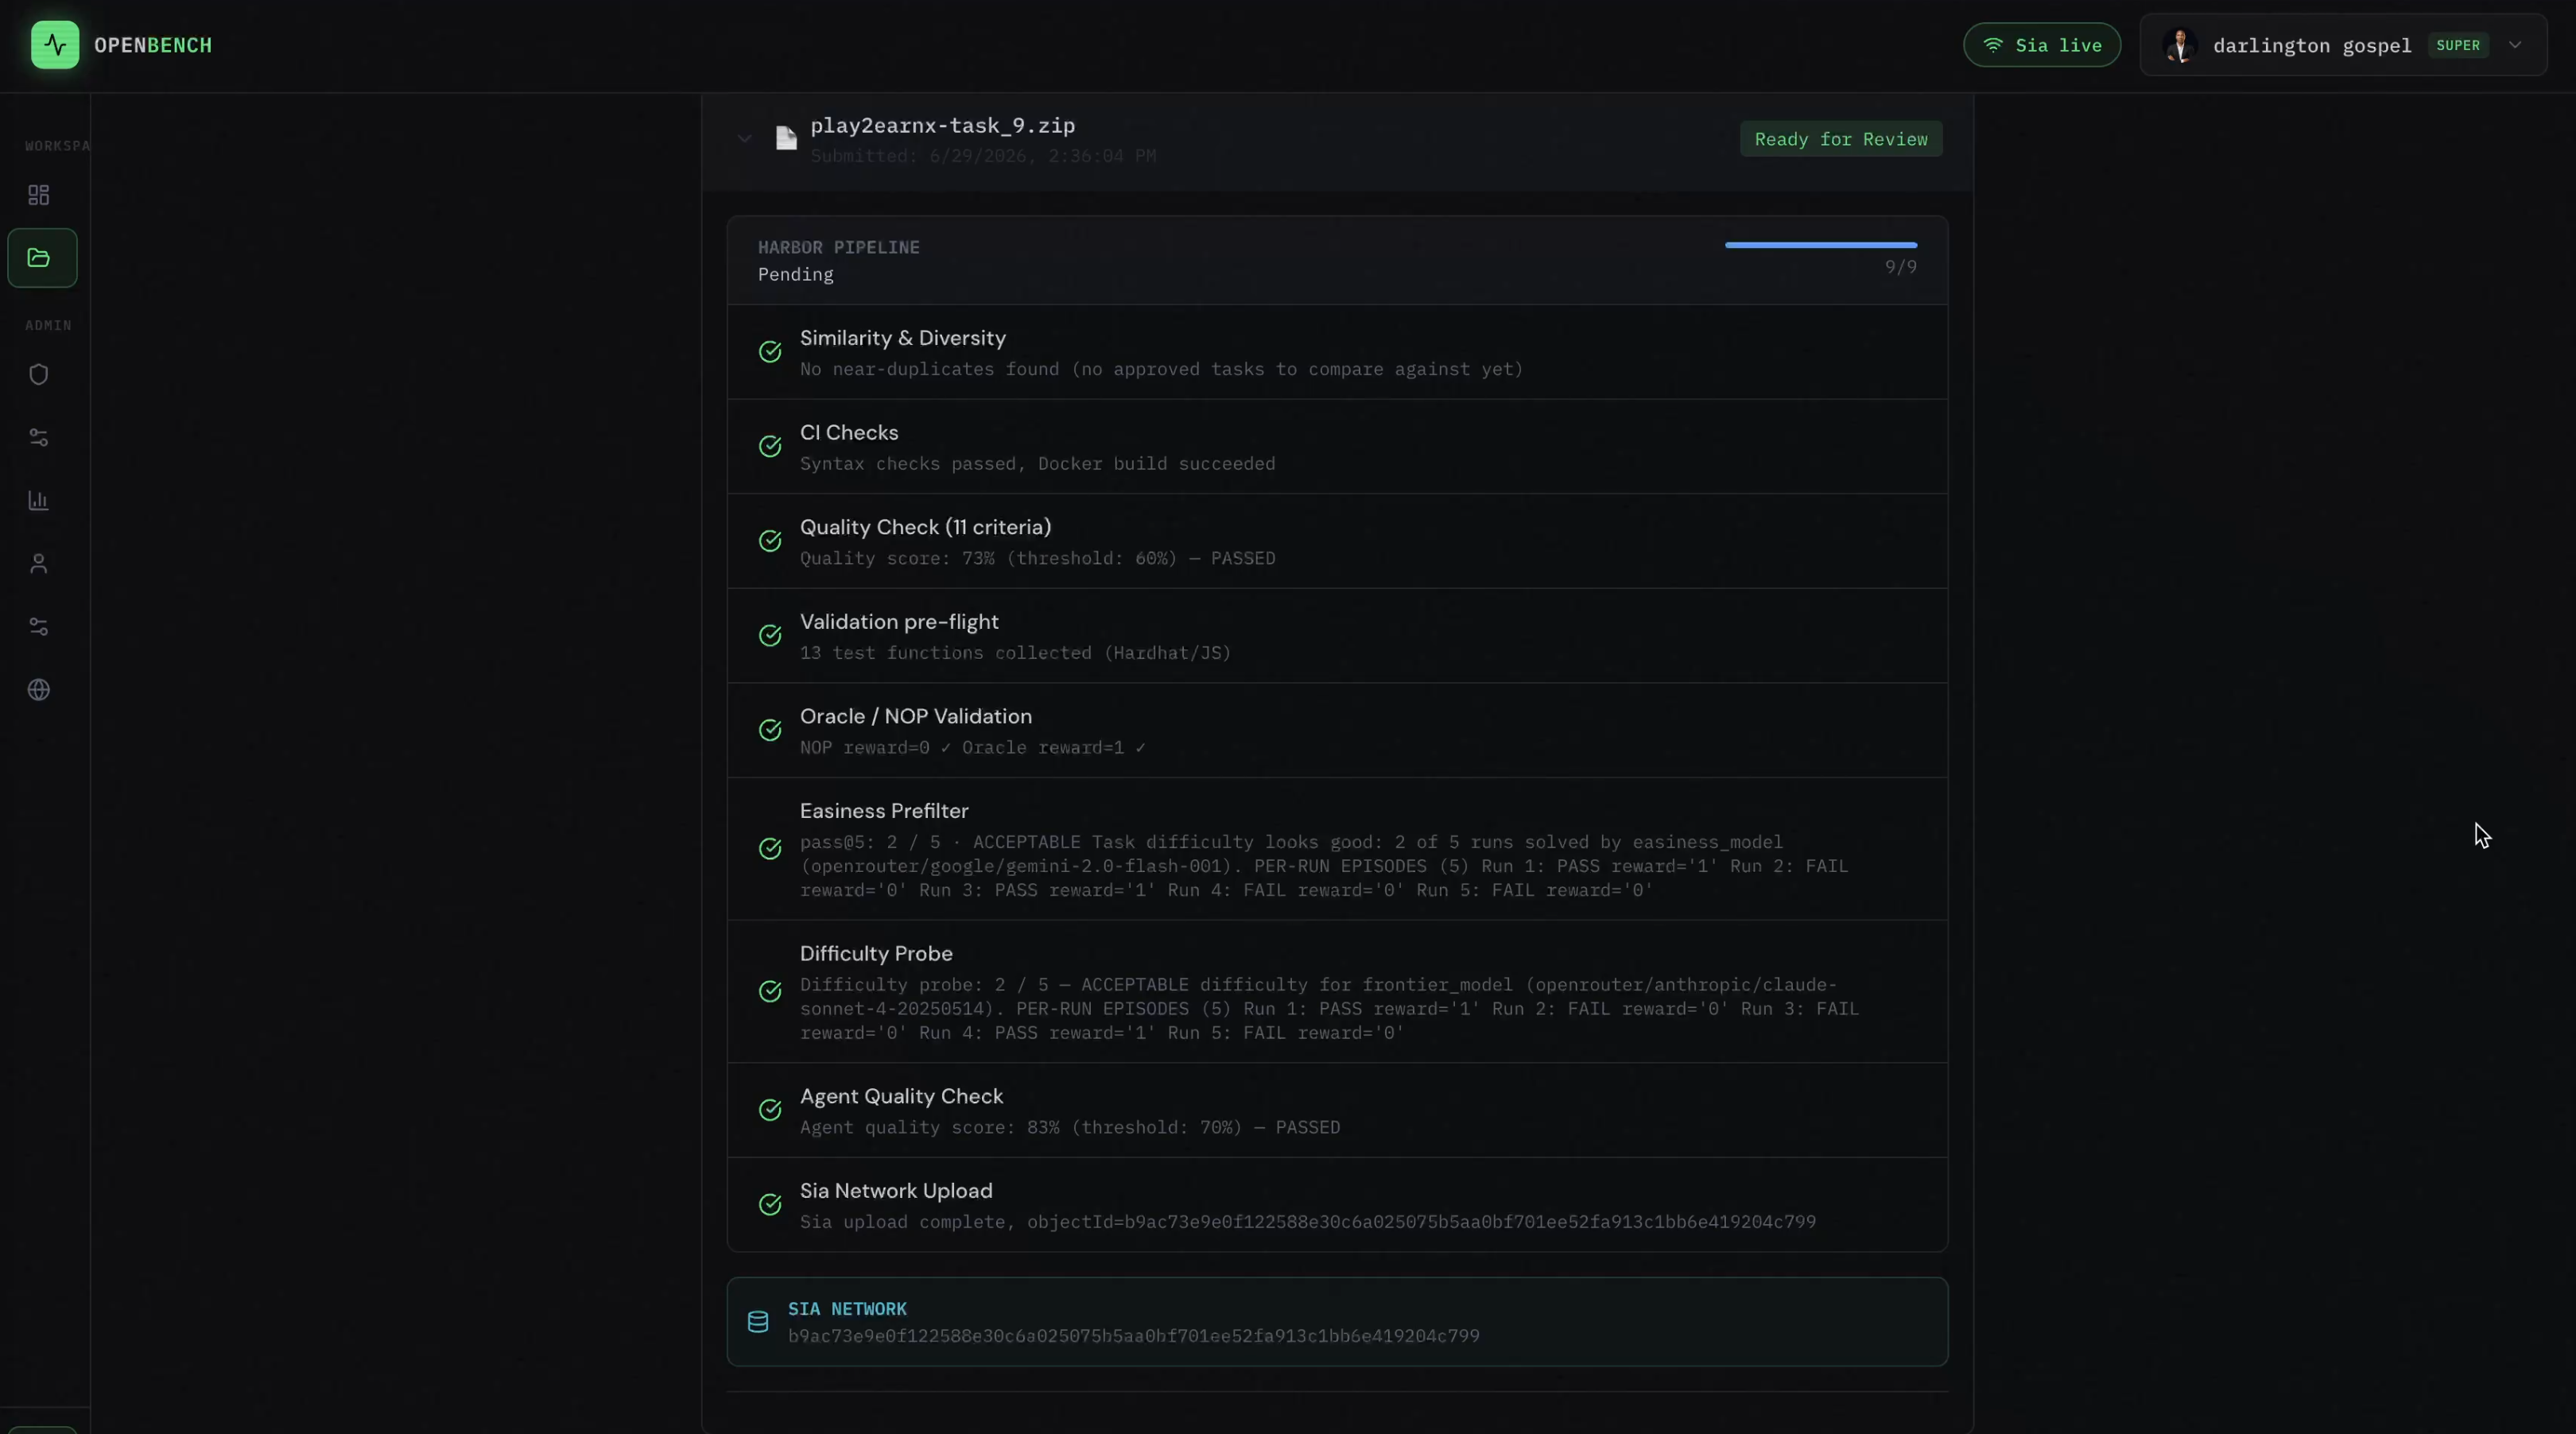 OPENBENCH
Sia live
darlington gospel SUPER
WORKSPA
ADMIN
play2earnx-task_9.zip
Submitted: 6/29/2026, 2:36:04 PM
Ready for Review
HARBOR PIPELINE
Pending
9/9
Similarity & Diversity
No near-duplicates found (no approved tasks to compare against yet)
CI Checks
Syntax checks passed, Docker build succeeded
Quality Check (11 criteria)
Quality score: 73% (threshold: 60%) — PASSED
Validation pre-flight
13 test functions collected (Hardhat/JS)
Oracle / NOP Validation
NOP reward=0 ✓ Oracle reward=1 ✓
Easiness Prefilter
pass@5: 2 / 5 · ACCEPTABLE Task difficulty looks good: 2 of 5 runs solved by easiness_model
(openrouter/google/gemini-2.0-flash-001). PER-RUN EPISODES (5) Run 1: PASS reward='1' Run 2: FAIL
reward='0' Run 3: PASS reward='1' Run 4: FAIL reward='0' Run 5: FAIL reward='0'
Difficulty Probe
Difficulty probe: 2 / 5 — ACCEPTABLE difficulty for frontier_model (openrouter/anthropic/claude-
sonnet-4-20250514). PER-RUN EPISODES (5) Run 1: PASS reward='1' Run 2: FAIL reward='0' Run 3: FAIL
reward='0' Run 4: PASS reward='1' Run 5: FAIL reward='0'
Agent Quality Check
Agent quality score: 83% (threshold: 70%) — PASSED
Sia Network Upload
Sia upload complete, objectId=b9ac73e9e0f122588e30c6a025075b5aa0bf701ee52fa913c1bb6e419204c799
SIA NETWORK
b9ac73e9e0f122588e30c6a025075b5aa0bf701ee52fa913c1bb6e419204c799